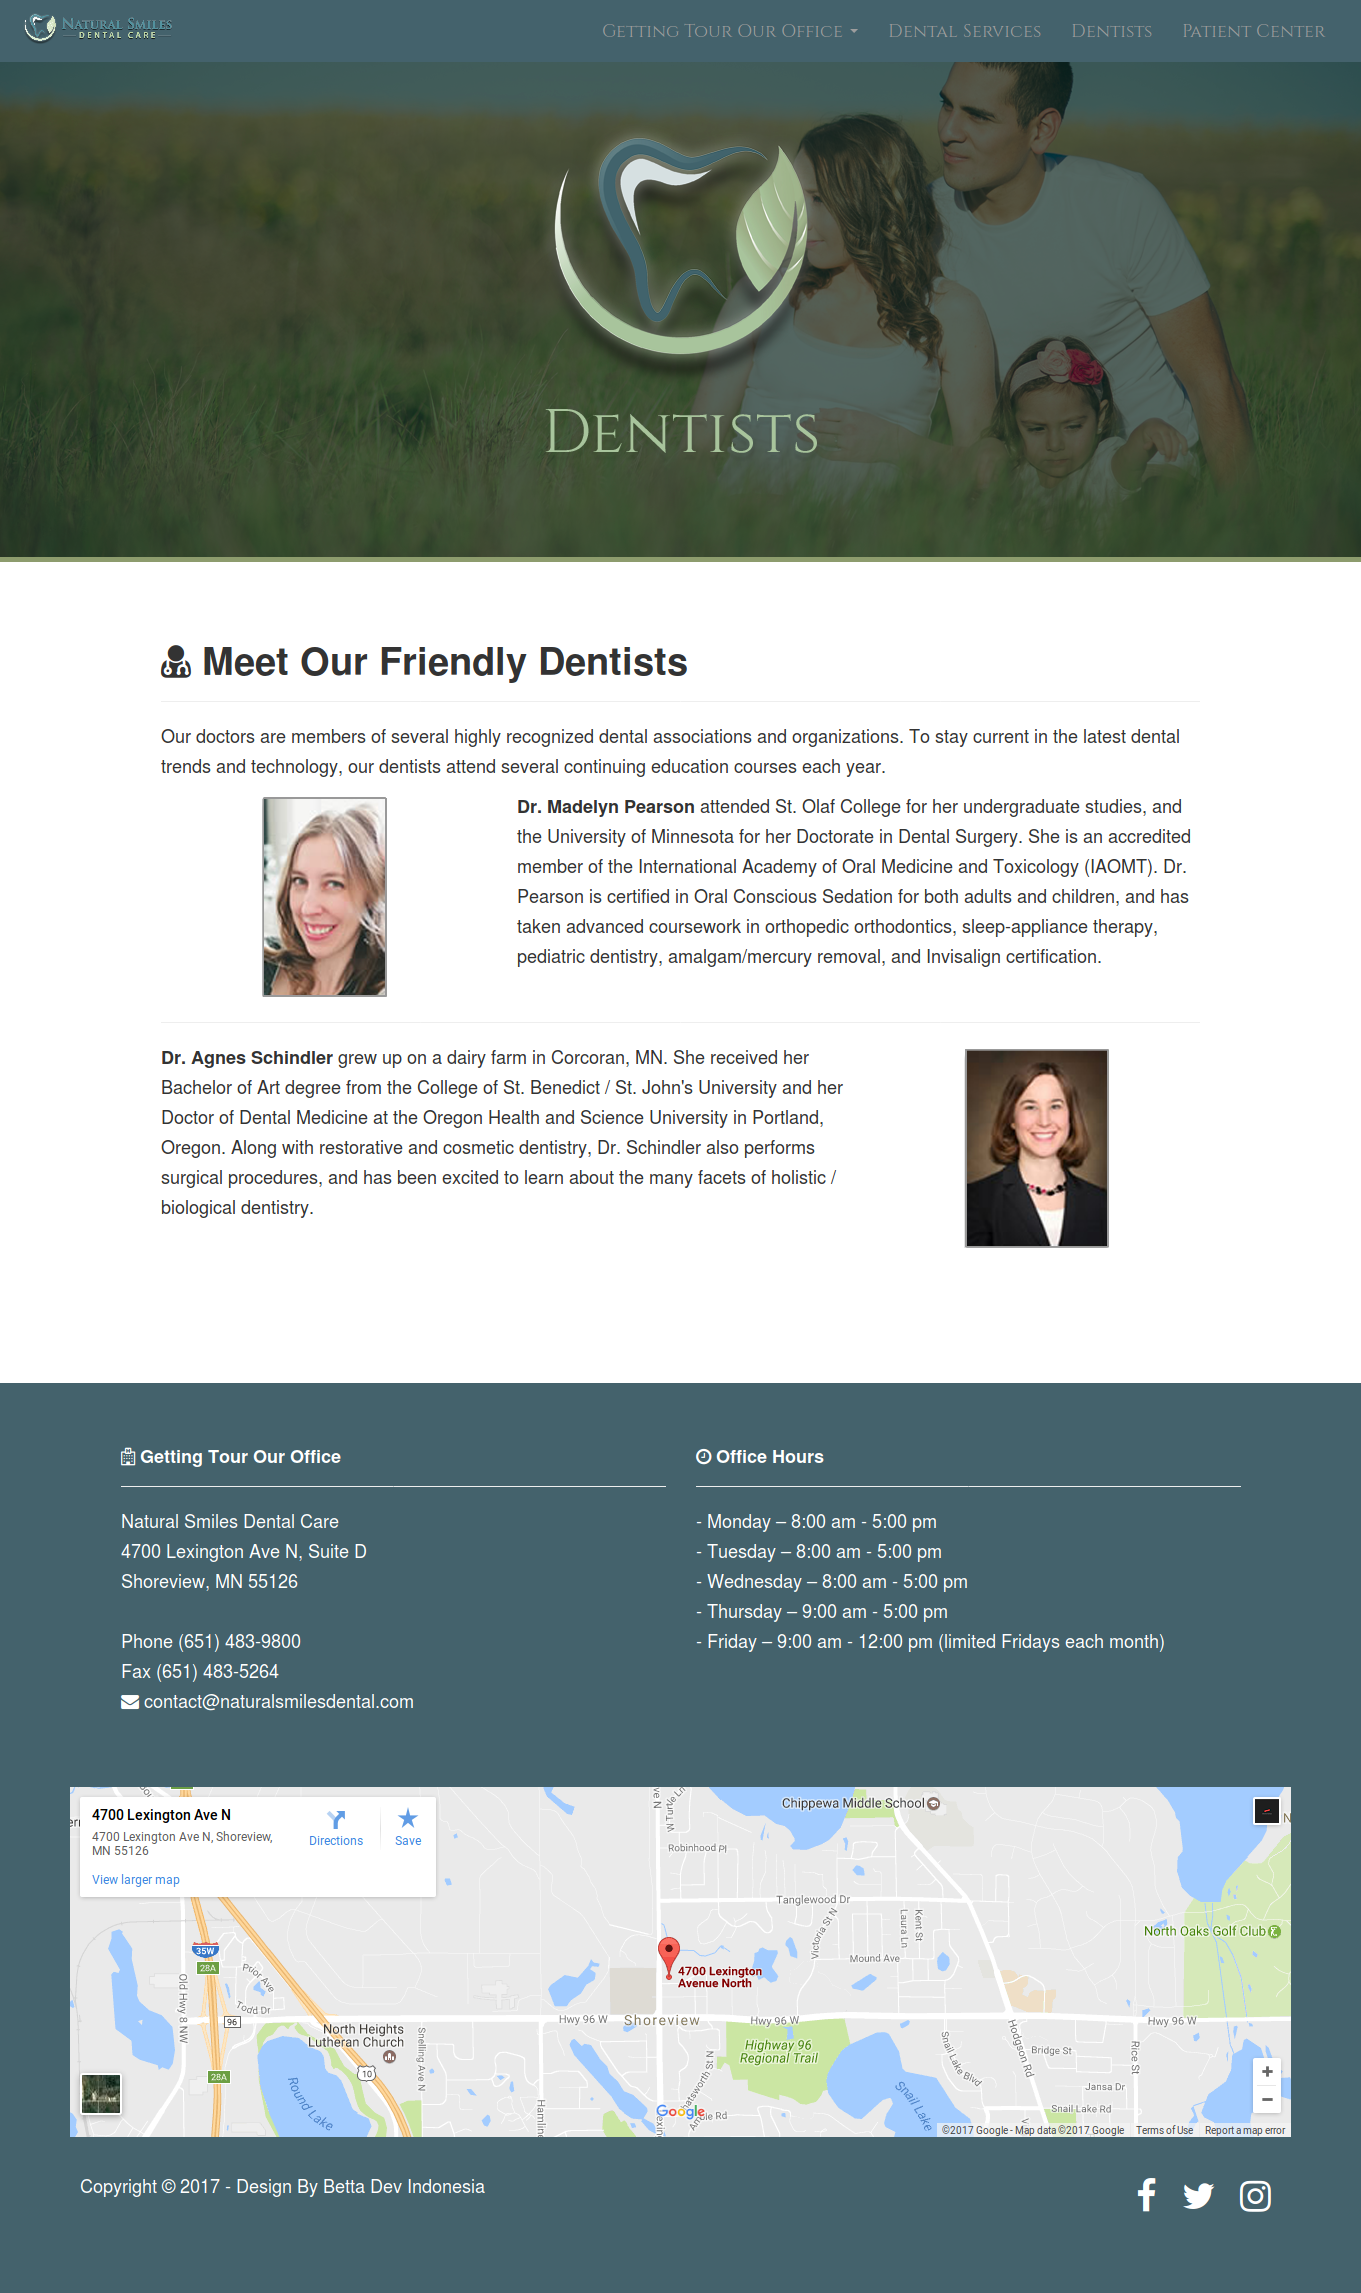 Natural Smiles
Dental Care
Getting Tour Our Office
Dental Services
Dentists
Patient Center
Dentists
Meet Our Friendly Dentists
Our doctors are members of several highly recognized dental associations and organizations. To stay current in the latest dental
trends and technology, our dentists attend several continuing education courses each year.
Dr. Madelyn Pearson attended St. Olaf College for her undergraduate studies, and
the University of Minnesota for her Doctorate in Dental Surgery. She is an accredited
member of the International Academy of Oral Medicine and Toxicology (IAOMT). Dr.
Pearson is certified in Oral Conscious Sedation for both adults and children, and has
taken advanced coursework in orthopedic orthodontics, sleep-appliance therapy,
pediatric dentistry, amalgam/mercury removal, and Invisalign certification.
Dr. Agnes Schindler grew up on a dairy farm in Corcoran, MN. She received her
Bachelor of Art degree from the College of St. Benedict / St. John's University and her
Doctor of Dental Medicine at the Oregon Health and Science University in Portland,
Oregon. Along with restorative and cosmetic dentistry, Dr. Schindler also performs
surgical procedures, and has been excited to learn about the many facets of holistic /
biological dentistry.
Getting Tour Our Office
Natural Smiles Dental Care
4700 Lexington Ave N, Suite D
Shoreview, MN 55126
Phone (651) 483-9800
Fax (651) 483-5264
contact@naturalsmilesdental.com
Office Hours
- Monday – 8:00 am - 5:00 pm
- Tuesday – 8:00 am - 5:00 pm
- Wednesday – 8:00 am - 5:00 pm
- Thursday – 9:00 am - 5:00 pm
- Friday – 9:00 am - 12:00 pm (limited Fridays each month)
4700 Lexington Ave N
4700 Lexington Ave N, Shoreview,
MN 55126
Directions
Save
View larger map
Chippewa Middle School
Robinhood Pl
Tanglewood Dr
Victoria St N
Laura Ln
Kent St
Mound Ave
North Oaks Golf Club
35W
28A
Prior Ave
Todd Dr
Old Hwy 8 NW
96
4700 Lexington
Avenue North
Shoreview
Hwy 96 W
Hwy 96 W
Hwy 96 W
North Heights
Lutheran Church
10
Snelling Ave N
28A
Round Lake
Highway 96
Regional Trail
Snail Lake Blvd
Hodgson Rd
Bridge St
Rice St
Jansa Dr
Snail Lake Rd
Snail Lake
Google
+
−
©2017 Google - Map data ©2017 Google
Terms of Use
Report a map error
Copyright © 2017 - Design By Betta Dev Indonesia